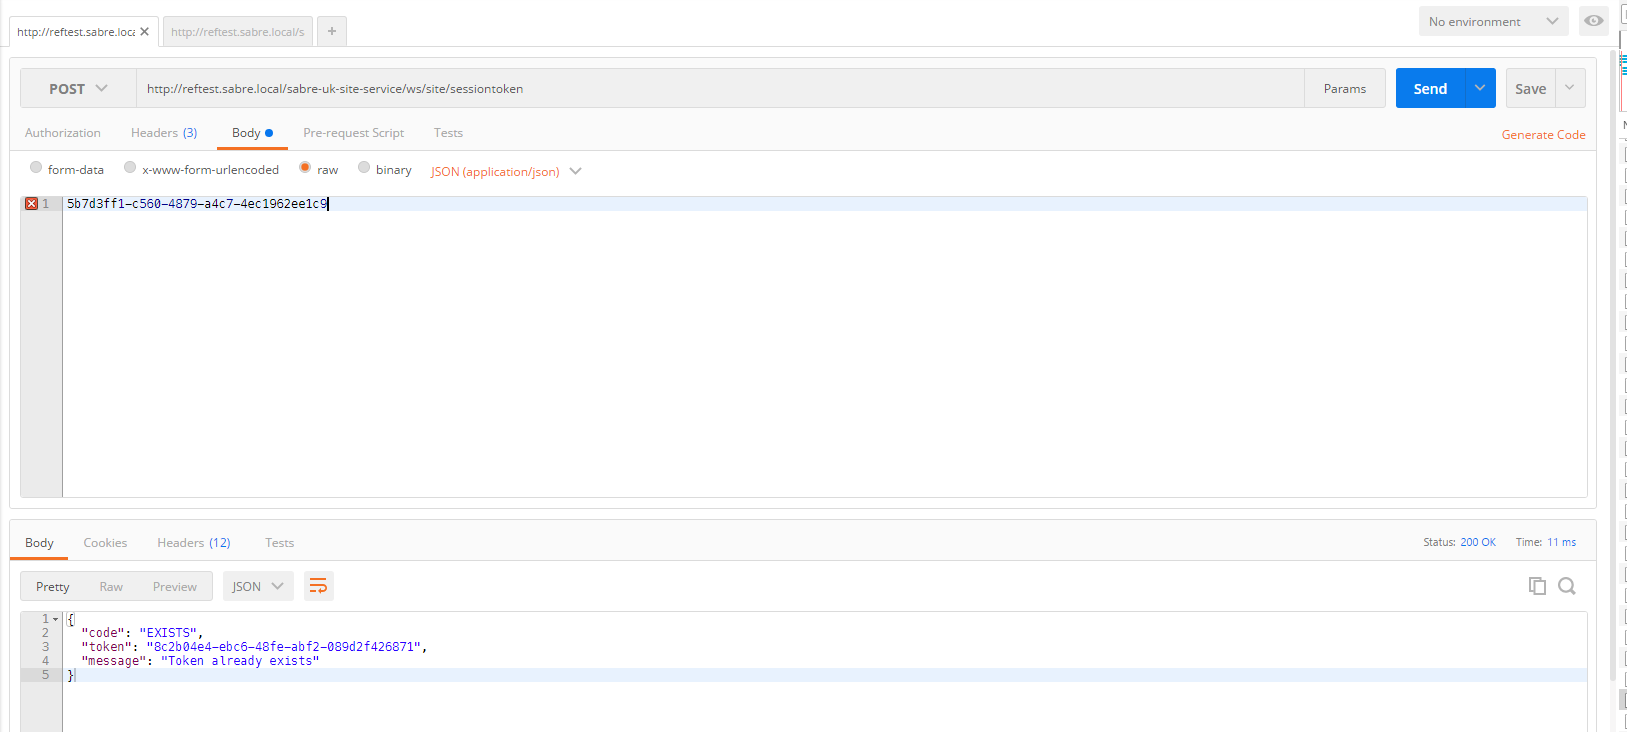 http://reftest.sabre.loca
http://reftest.sabre.local/s
No environment
POST
http://reftest.sabre.local/sabre-uk-site-service/ws/site/sessiontoken
Params
Send
Save
Authorization
Headers (3)
Body
Pre-request Script
Tests
Generate Code
form-data
x-www-form-urlencoded
raw
binary
JSON (application/json)
1 5b7d3ff1-c560-4879-a4c7-4ec1962ee1c9
Body
Cookies
Headers (12)
Tests
Status: 200 OK
Time: 11 ms
Pretty
Raw
Preview
JSON
1 {
2 "code": "EXISTS",
3 "token": "8c2b04e4-ebc6-48fe-abf2-089d2f426871",
4 "message": "Token already exists"
5 }